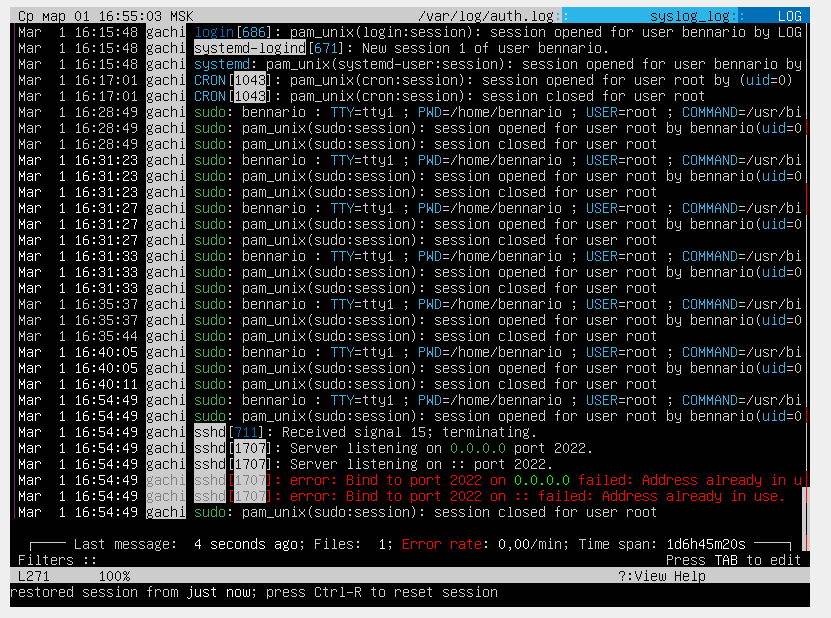 Ср мар 01 16:55:03 MSK /var/log/auth.log: syslog_log: LOG
Mar 1 16:15:48 gachi login[686]: pam_unix(login:session): session opened for user bennario by LOG
Mar 1 16:15:48 gachi systemd-logind[671]: New session 1 of user bennario.
Mar 1 16:15:48 gachi systemd: pam_unix(systemd-user:session): session opened for user bennario by
Mar 1 16:17:01 gachi CRON[1043]: pam_unix(cron:session): session opened for user root by (uid=0)
Mar 1 16:17:01 gachi CRON[1043]: pam_unix(cron:session): session closed for user root
Mar 1 16:28:49 gachi sudo: bennario : TTY=tty1 ; PWD=/home/bennario ; USER=root ; COMMAND=/usr/bi
Mar 1 16:28:49 gachi sudo: pam_unix(sudo:session): session opened for user root by bennario(uid=0
Mar 1 16:28:49 gachi sudo: pam_unix(sudo:session): session closed for user root
Mar 1 16:31:23 gachi sudo: bennario : TTY=tty1 ; PWD=/home/bennario ; USER=root ; COMMAND=/usr/bi
Mar 1 16:31:23 gachi sudo: pam_unix(sudo:session): session opened for user root by bennario(uid=0
Mar 1 16:31:23 gachi sudo: pam_unix(sudo:session): session closed for user root
Mar 1 16:31:27 gachi sudo: bennario : TTY=tty1 ; PWD=/home/bennario ; USER=root ; COMMAND=/usr/bi
Mar 1 16:31:27 gachi sudo: pam_unix(sudo:session): session opened for user root by bennario(uid=0
Mar 1 16:31:27 gachi sudo: pam_unix(sudo:session): session closed for user root
Mar 1 16:31:33 gachi sudo: bennario : TTY=tty1 ; PWD=/home/bennario ; USER=root ; COMMAND=/usr/bi
Mar 1 16:31:33 gachi sudo: pam_unix(sudo:session): session opened for user root by bennario(uid=0
Mar 1 16:31:33 gachi sudo: pam_unix(sudo:session): session closed for user root
Mar 1 16:35:37 gachi sudo: bennario : TTY=tty1 ; PWD=/home/bennario ; USER=root ; COMMAND=/usr/bi
Mar 1 16:35:37 gachi sudo: pam_unix(sudo:session): session opened for user root by bennario(uid=0
Mar 1 16:35:44 gachi sudo: pam_unix(sudo:session): session closed for user root
Mar 1 16:40:05 gachi sudo: bennario : TTY=tty1 ; PWD=/home/bennario ; USER=root ; COMMAND=/usr/bi
Mar 1 16:40:05 gachi sudo: pam_unix(sudo:session): session opened for user root by bennario(uid=0
Mar 1 16:40:11 gachi sudo: pam_unix(sudo:session): session closed for user root
Mar 1 16:54:49 gachi sudo: bennario : TTY=tty1 ; PWD=/home/bennario ; USER=root ; COMMAND=/usr/bi
Mar 1 16:54:49 gachi sudo: pam_unix(sudo:session): session opened for user root by bennario(uid=0
Mar 1 16:54:49 gachi sshd[711]: Received signal 15; terminating.
Mar 1 16:54:49 gachi sshd[1707]: Server listening on 0.0.0.0 port 2022.
Mar 1 16:54:49 gachi sshd[1707]: Server listening on :: port 2022.
Mar 1 16:54:49 gachi sshd[1707]: error: Bind to port 2022 on 0.0.0.0 failed: Address already in u
Mar 1 16:54:49 gachi sshd[1707]: error: Bind to port 2022 on :: failed: Address already in use.
Mar 1 16:54:49 gachi sudo: pam_unix(sudo:session): session closed for user root
Last message: 4 seconds ago; Files: 1; Error rate: 0,00/min; Time span: 1d6h45m20s
Filters :: Press TAB to edit
L271 100% ?:View Help
restored session from just now; press Ctrl-R to reset session